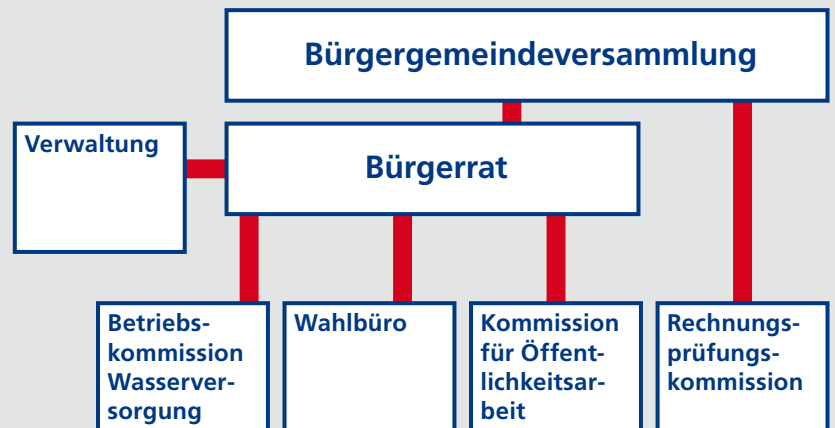 Bürgergemeindeversammlung
Verwaltung
Bürgerrat
Betriebs-
kommission
Wasserver-
sorgung
Wahlbüro
Kommission
für Öffent-
lichkeitsar-
beit
Rechnungs-
prüfungs-
kommission